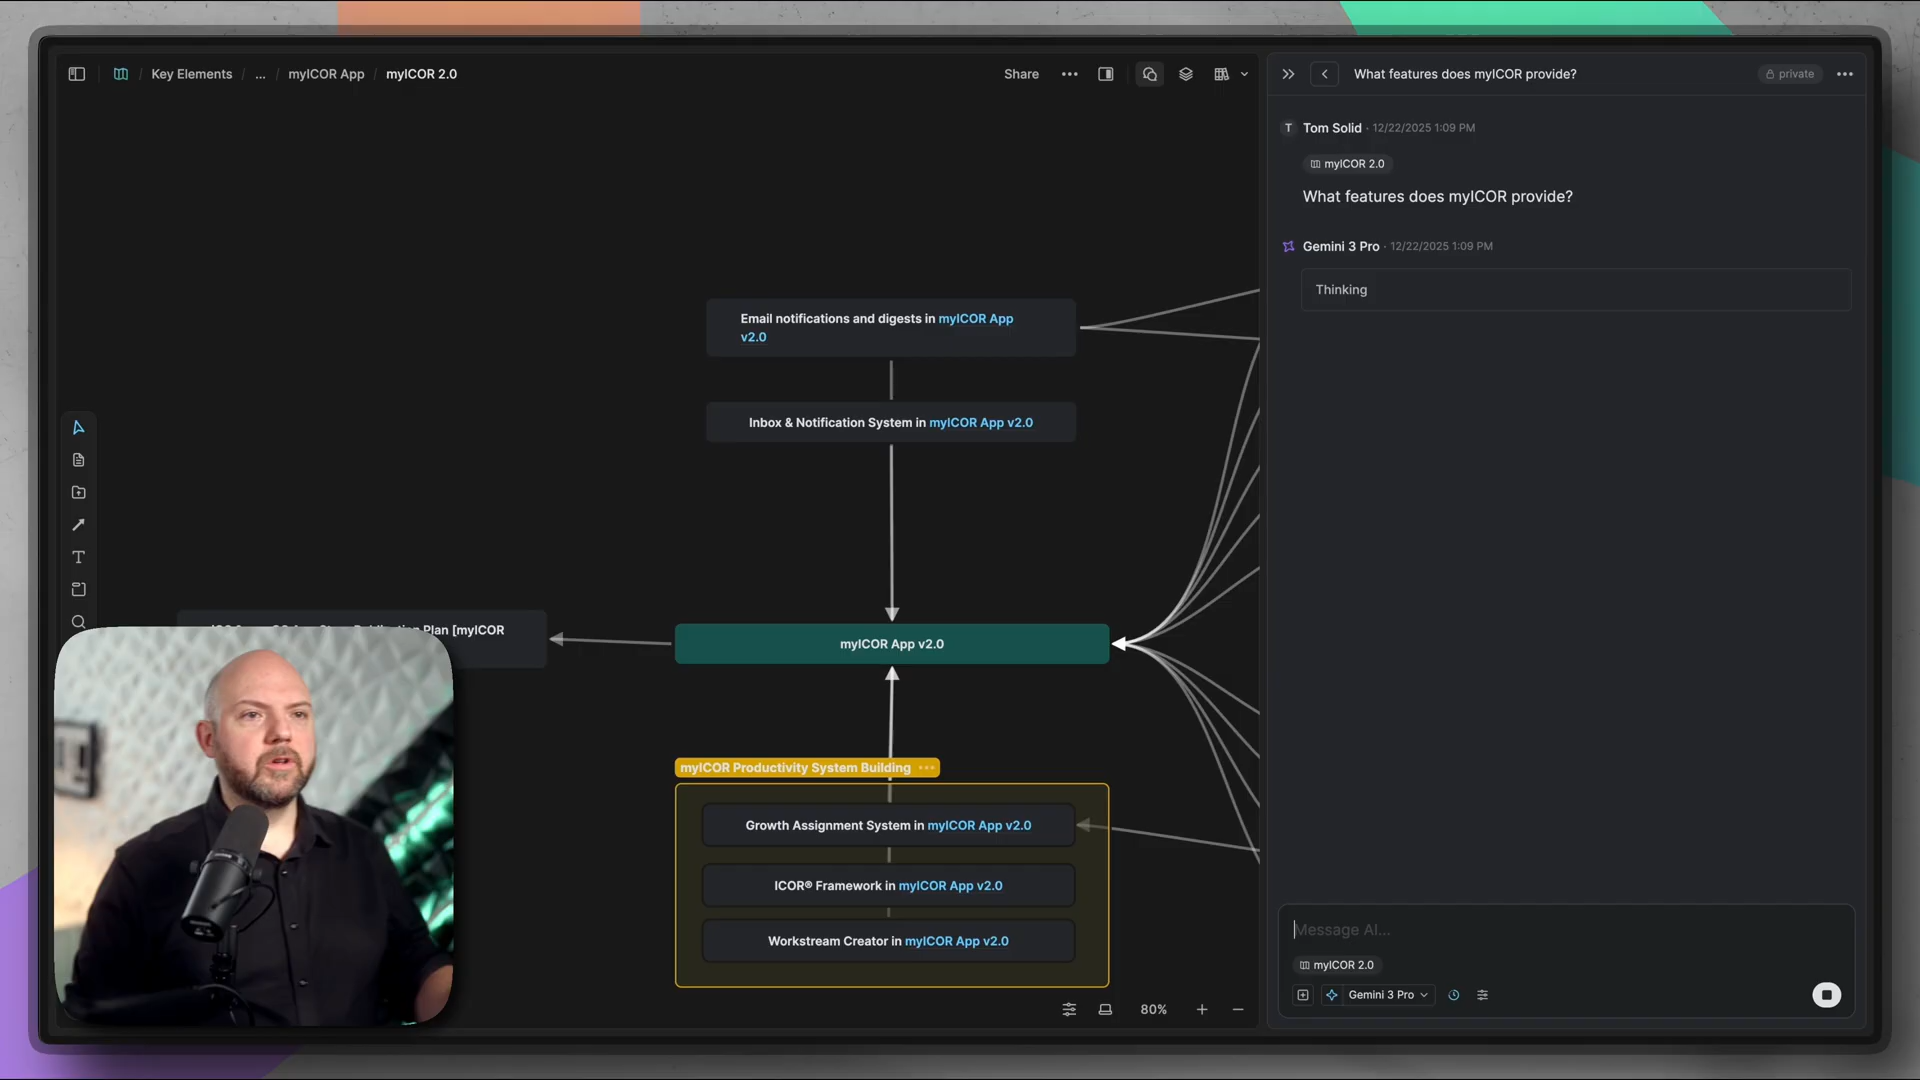 Key Elements / ... / myICOR App / myICOR 2.0
Share
What features does myICOR provide?
private
T Tom Solid · 12/22/2025 1:09 PM
myICOR 2.0
What features does myICOR provide?
Gemini 3 Pro · 12/22/2025 1:09 PM
Thinking
Email notifications and digests in myICOR App
v2.0
Inbox & Notification System in myICOR App v2.0
Plan [myICOR
myICOR App v2.0
myICOR Productivity System Building
Growth Assignment System in myICOR App v2.0
ICOR® Framework in myICOR App v2.0
Workstream Creator in myICOR App v2.0
80%
Message AI...
myICOR 2.0
Gemini 3 Pro